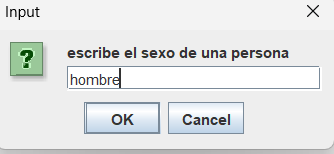 Input
escribe el sexo de una persona
hombre
OK Cancel